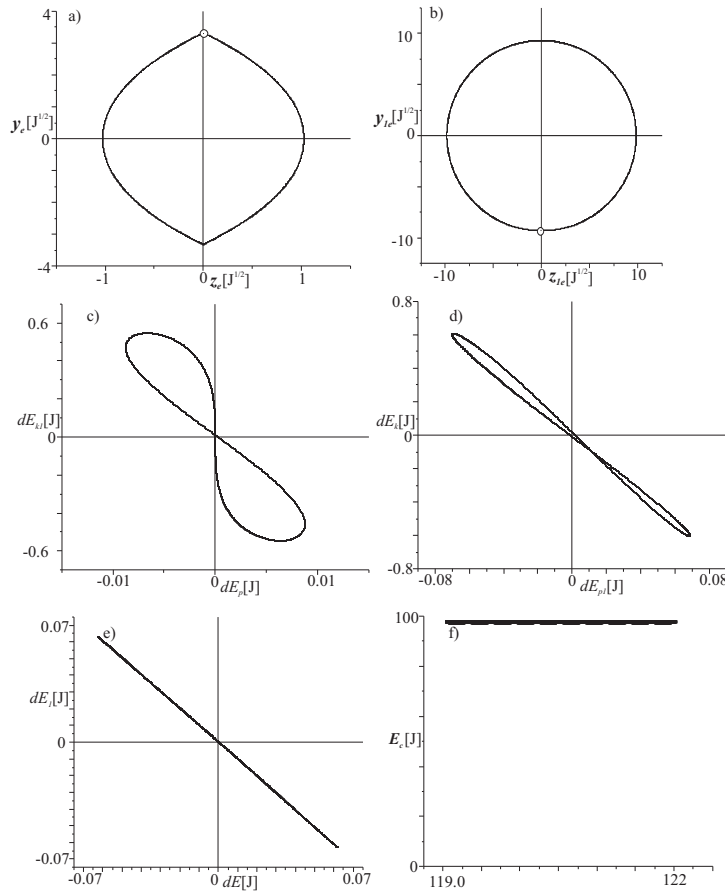 a)
4
y_e[J^1/2]
0
-4
-1
0
z_e[J^1/2]
1
b)
10
y_1e[J^1/2]
0
-10
-10
0
z_1e[J^1/2]
10
c)
0.6
dE_k1[J]
0
-0.6
-0.01
0
dE_p[J]
0.01
d)
0.8
dE_k[J]
0
-0.8
-0.08
0
dE_p1[J]
0.08
e)
0.07
dE_1[J]
0
-0.07
-0.07
0
dE[J]
0.07
f)
100
E_c[J]
0
119.0
122